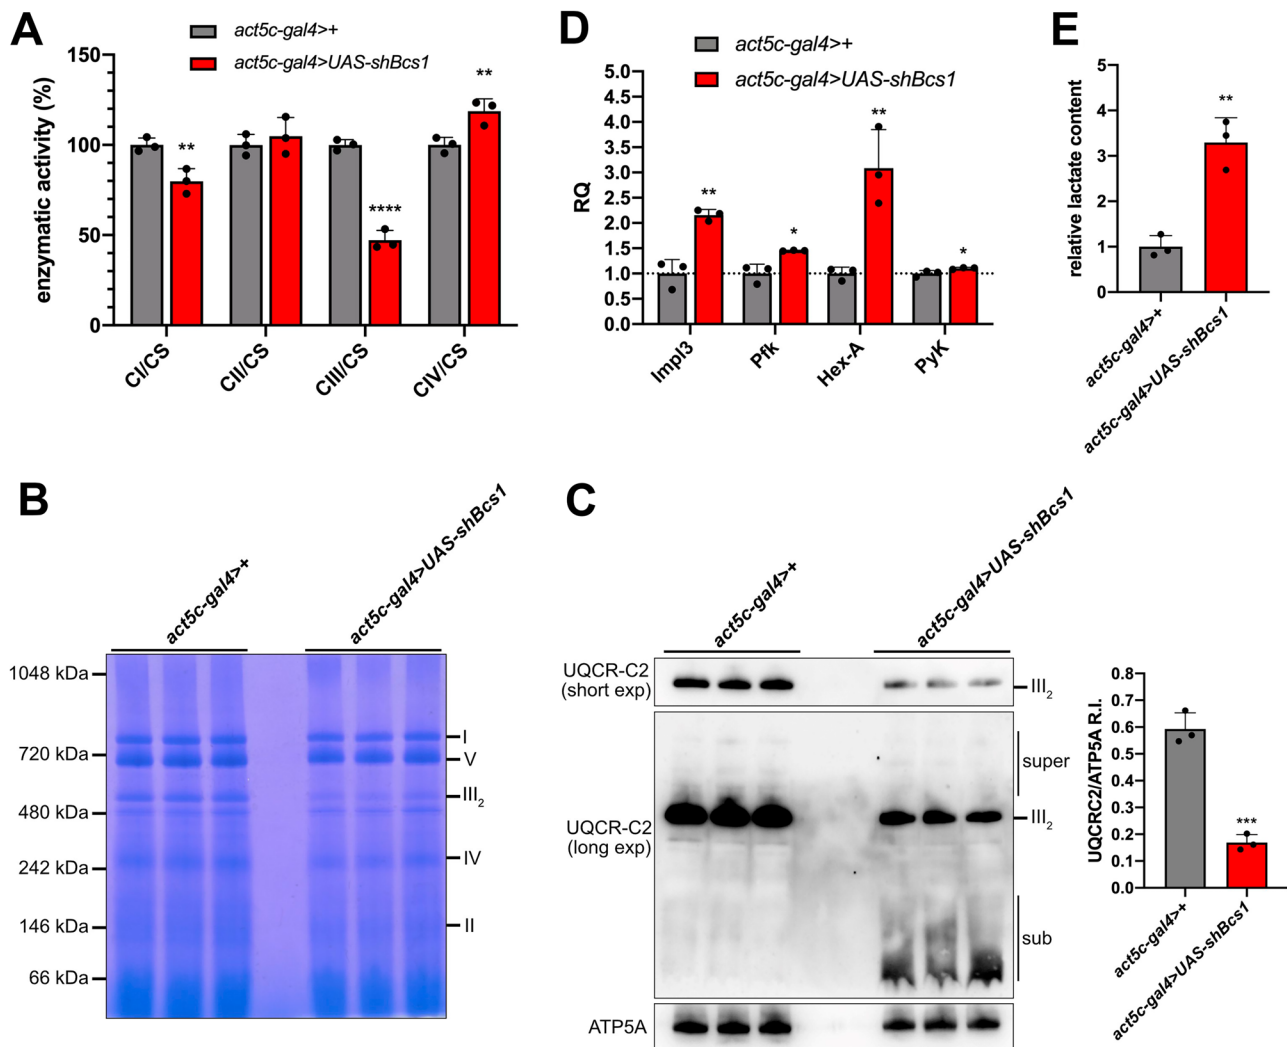 A
act5c-gal4>+
act5c-gal4>UAS-shBcs1
enzymatic activity (%)
150
100
50
0
**
****
**
CI/CS
CII/CS
CIII/CS
CIV/CS
D
act5c-gal4>+
act5c-gal4>UAS-shBcs1
RQ
5.0
4.5
4.0
3.5
3.0
2.5
2.0
1.5
1.0
0.5
0.0
**
*
**
*
Impl3
Pfk
Hex-A
PyK
E
relative lactate content
5
4
3
2
1
0
**
act5c-gal4>+
act5c-gal4>UAS-shBcs1
B
act5c-gal4>+
act5c-gal4>UAS-shBcs1
1048 kDa
720 kDa
480 kDa
242 kDa
146 kDa
66 kDa
I
V
III2
IV
II
C
act5c-gal4>+
act5c-gal4>UAS-shBcs1
UQCR-C2
(short exp)
III2
super
UQCR-C2
(long exp)
III2
sub
ATP5A
UQCRC2/ATP5A R.I.
0.8
0.7
0.6
0.5
0.4
0.3
0.2
0.1
0.0
***
act5c-gal4>+
act5c-gal4>UAS-shBcs1